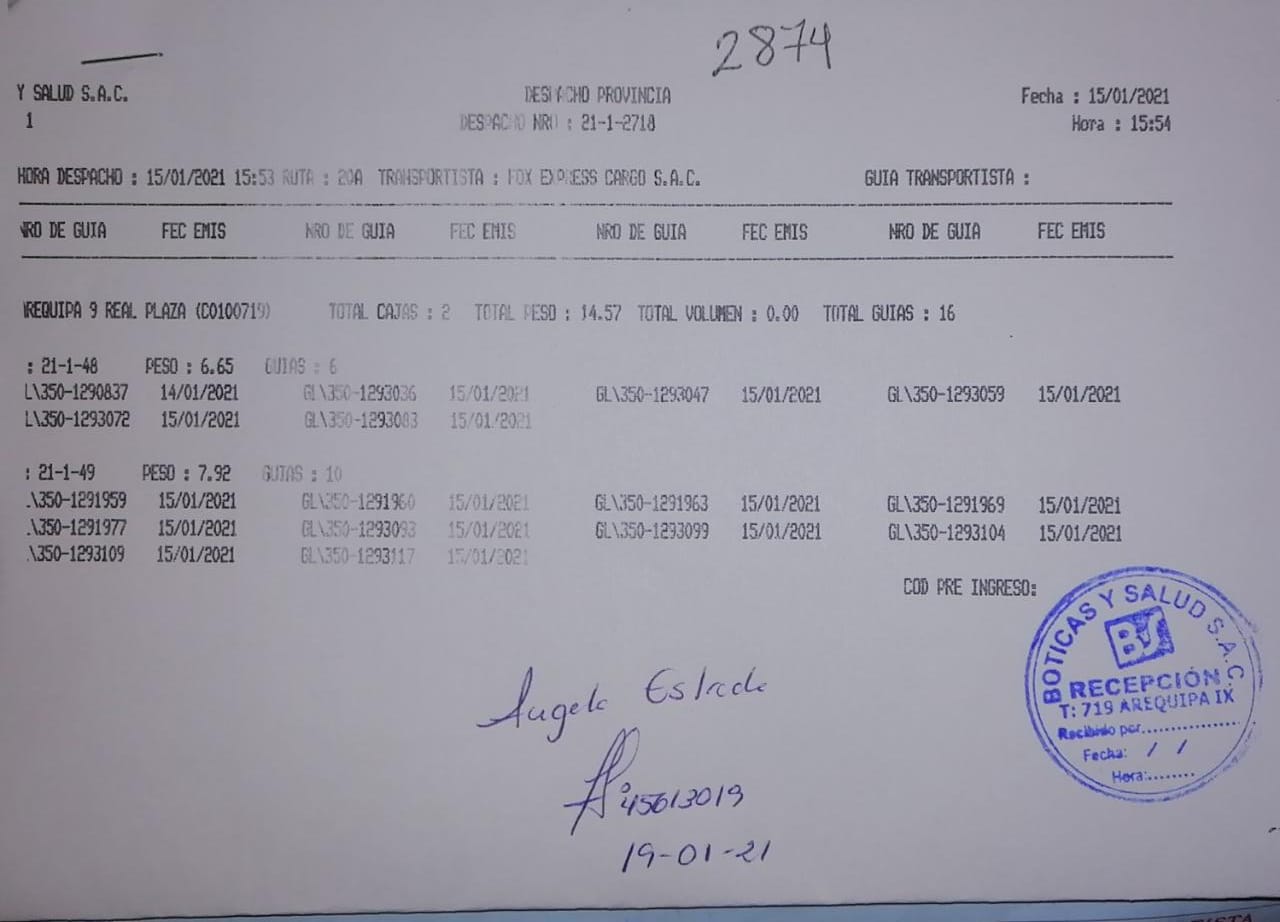 2874
Y SALUD S.A.C. DESPACHO PROVINCIA Fecha : 15/01/2021
1 DESPACHO NRO : 21-1-2718 Hora : 15:54
HORA DESPACHO : 15/01/2021 15:53 RUTA : 20A TRANSPORTISTA : FOX EXPRESS CARGO S.A.C. GUIA TRANSPORTISTA :
NRO DE GUIA FEC EMIS NRO DE GUIA FEC EMIS NRO DE GUIA FEC EMIS NRO DE GUIA FEC EMIS
REQUIPA 9 REAL PLAZA (C0100719) TOTAL CAJAS : 2 TOTAL PESO : 14.57 TOTAL VOLUMEN : 0.00 TOTAL GUIAS : 16
: 21-1-48 PESO : 6.65 GUIAS : 6
L\350-1290837 14/01/2021 GL\350-1293036 15/01/2021 GL\350-1293047 15/01/2021 GL\350-1293059 15/01/2021
L\350-1293072 15/01/2021 GL\350-1293083 15/01/2021
: 21-1-49 PESO : 7.92 GUIAS : 10
.\350-1291959 15/01/2021 GL\350-1291960 15/01/2021 GL\350-1291963 15/01/2021 GL\350-1291969 15/01/2021
.\350-1291977 15/01/2021 GL\350-1293093 15/01/2021 GL\350-1293099 15/01/2021 GL\350-1293104 15/01/2021
.\350-1293109 15/01/2021 GL\350-1293117 15/01/2021
COD PRE INGRESO:
BOTICAS Y SALUD S.A.C.
BS
RECEPCIÓN
T: 719 AREQUIPA IX
Recibido por..............
Fecha: / /
Hora:........
Angela Estrada
45613019
19-01-21